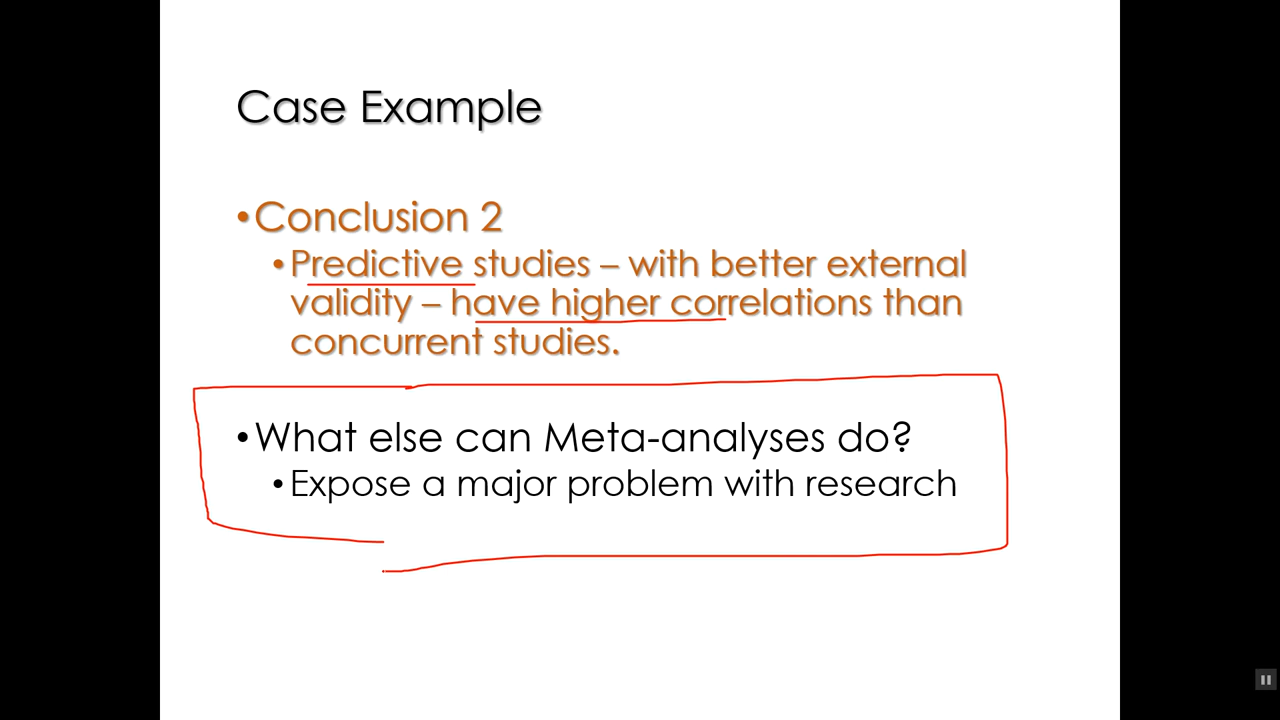 Case Example
•Conclusion 2
•Predictive studies – with better external
validity – have higher correlations than
concurrent studies.
•What else can Meta-analyses do?
•Expose a major problem with research